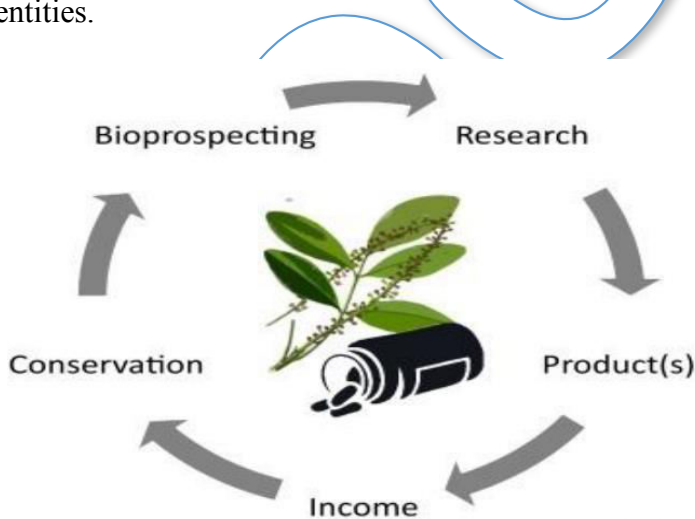 entities.
Bioprospecting
Research
Product(s)
Income
Conservation